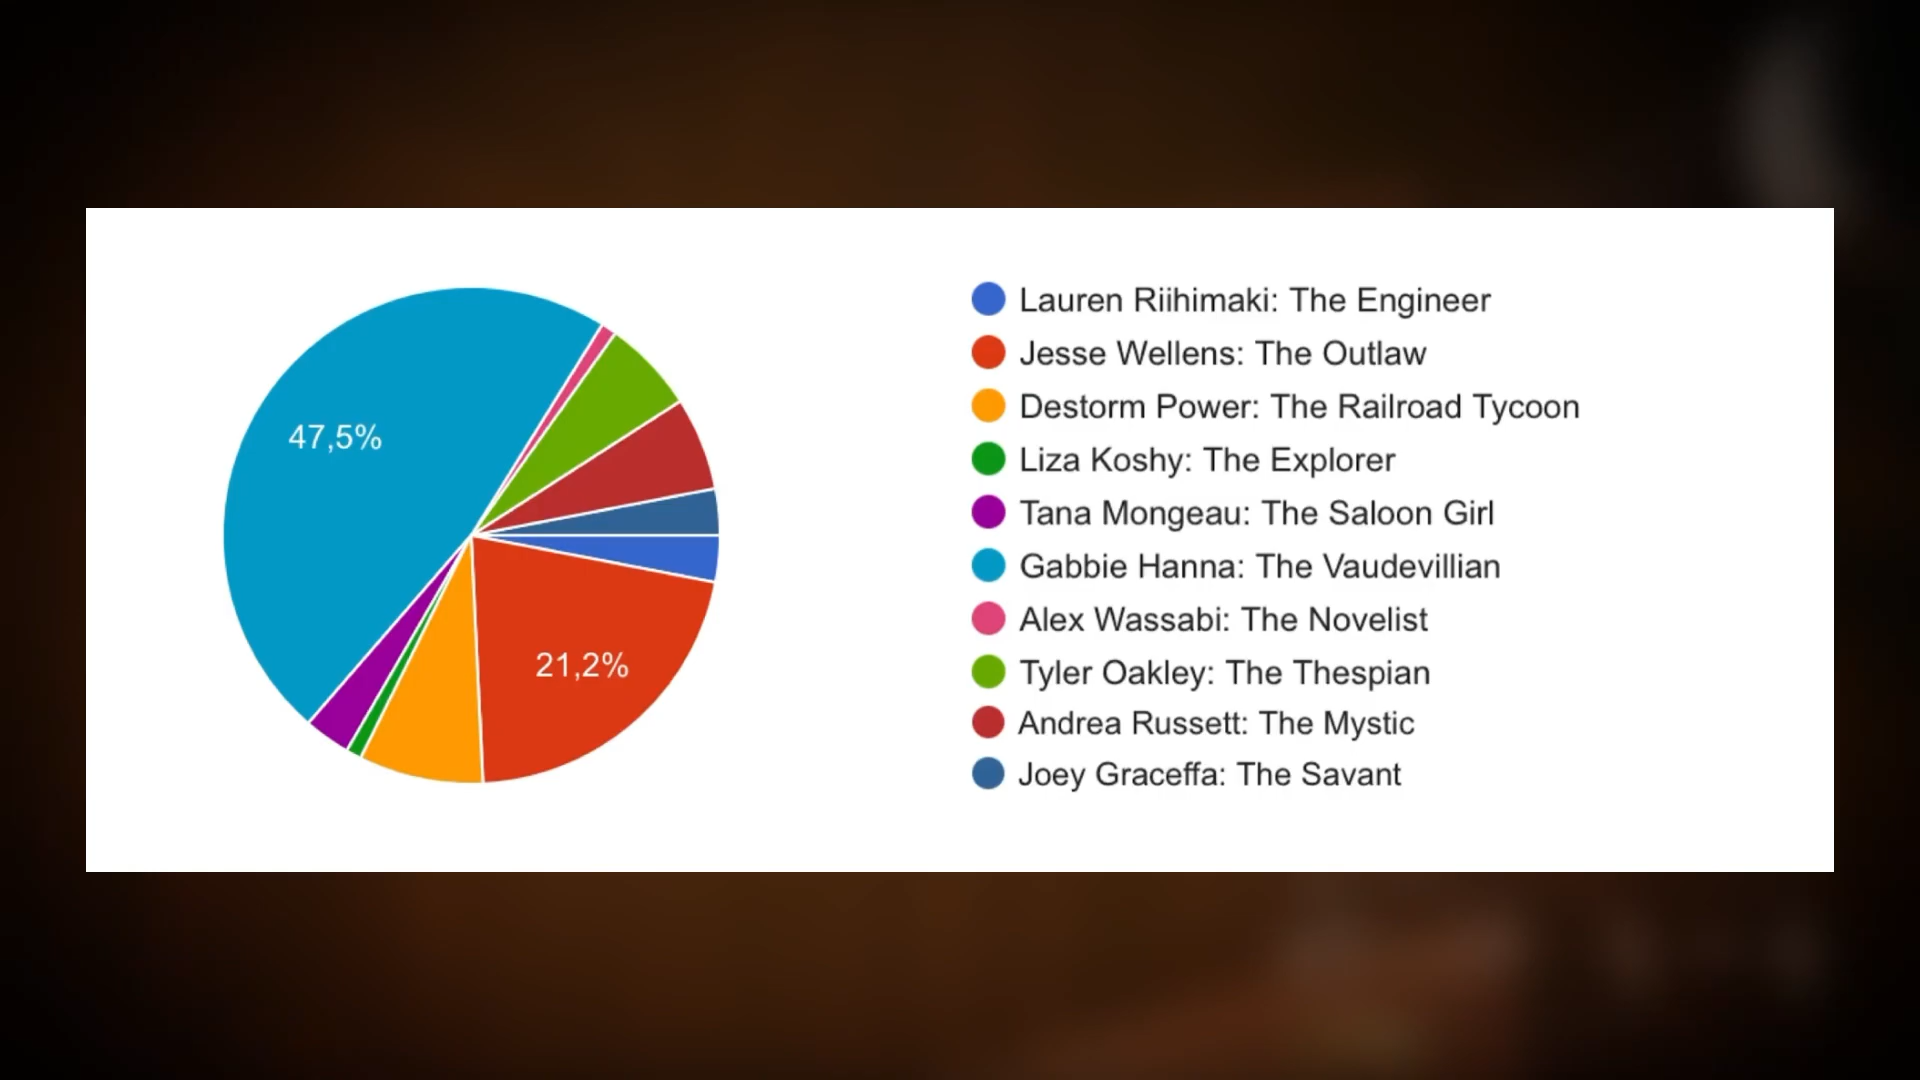 47,5%
21,2%
Lauren Riihimaki: The Engineer
Jesse Wellens: The Outlaw
Destorm Power: The Railroad Tycoon
Liza Koshy: The Explorer
Tana Mongeau: The Saloon Girl
Gabbie Hanna: The Vaudevillian
Alex Wassabi: The Novelist
Tyler Oakley: The Thespian
Andrea Russett: The Mystic
Joey Graceffa: The Savant